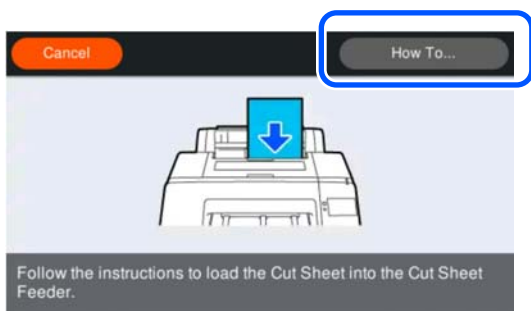 Cancel
How To...
Follow the instructions to load the Cut Sheet into the Cut Sheet
Feeder.